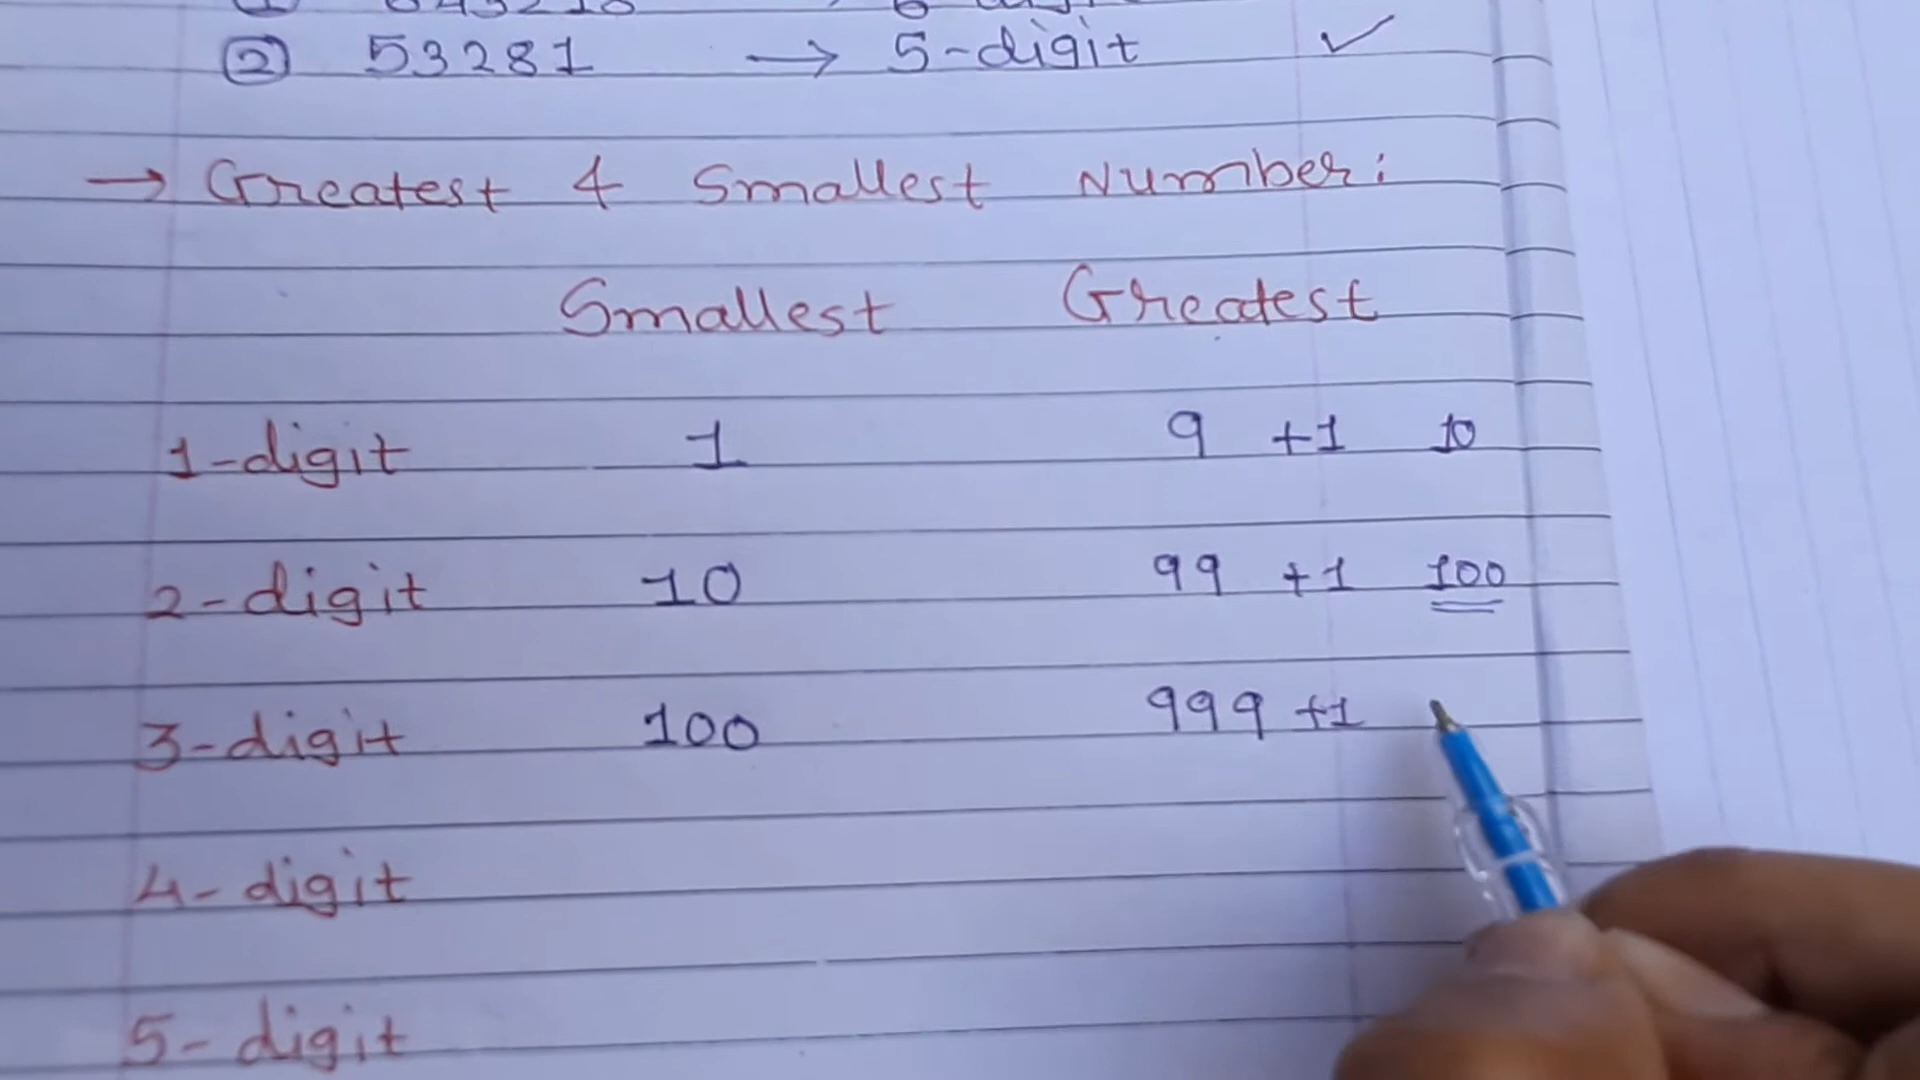 ② 53281 → 5-digit ✓
→ Greatest & Smallest Number:
Smallest Greatest
1-digit 1 9 +1 10
2-digit 10 99 +1 100
3-digit 100 999 +1
4-digit
5-digit